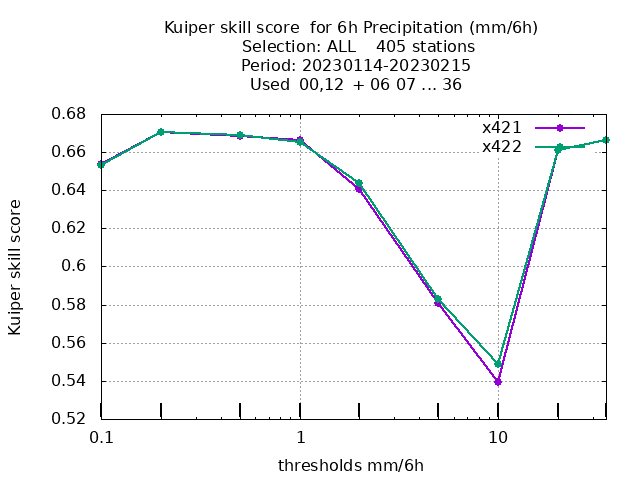 Kuiper skill score  for 6h Precipitation (mm/6h)
Selection: ALL    405 stations
Period: 20230114-20230215
Used  00,12  + 06 07 ... 36
x421
x422
0.68
0.66
0.64
0.62
0.6
0.58
0.56
0.54
0.52
Kuiper skill score
0.1 1 10
thresholds mm/6h